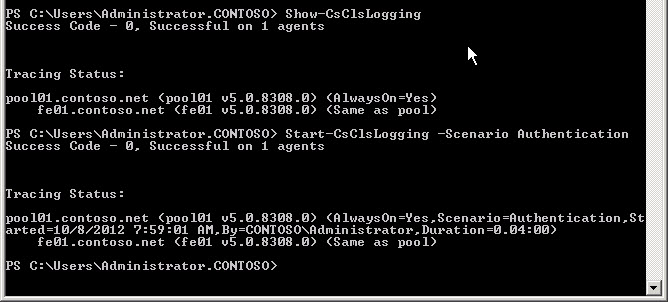 PS C:\Users\Administrator.CONTOSO> Show-CsClsLogging
Success Code - 0, Successful on 1 agents
Tracing Status:
pool01.contoso.net (pool01 v5.0.8308.0) (AlwaysOn=Yes)
fe01.contoso.net (fe01 v5.0.8308.0) (Same as pool)
PS C:\Users\Administrator.CONTOSO> Start-CsClsLogging -Scenario Authentication
Success Code - 0, Successful on 1 agents
Tracing Status:
pool01.contoso.net (pool01 v5.0.8308.0) (AlwaysOn=Yes,Scenario=Authentication,St
arted=10/8/2012 7:59:01 AM,By=CONTOSO\Administrator,Duration=0.04:00)
fe01.contoso.net (fe01 v5.0.8308.0) (Same as pool)
PS C:\Users\Administrator.CONTOSO>